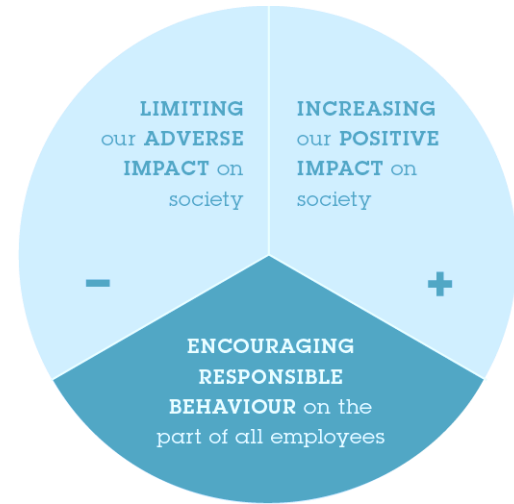 LIMITING
our ADVERSE
IMPACT on
society
INCREASING
our POSITIVE
IMPACT on
society
–
+
ENCOURAGING
RESPONSIBLE
BEHAVIOUR on the
part of all employees